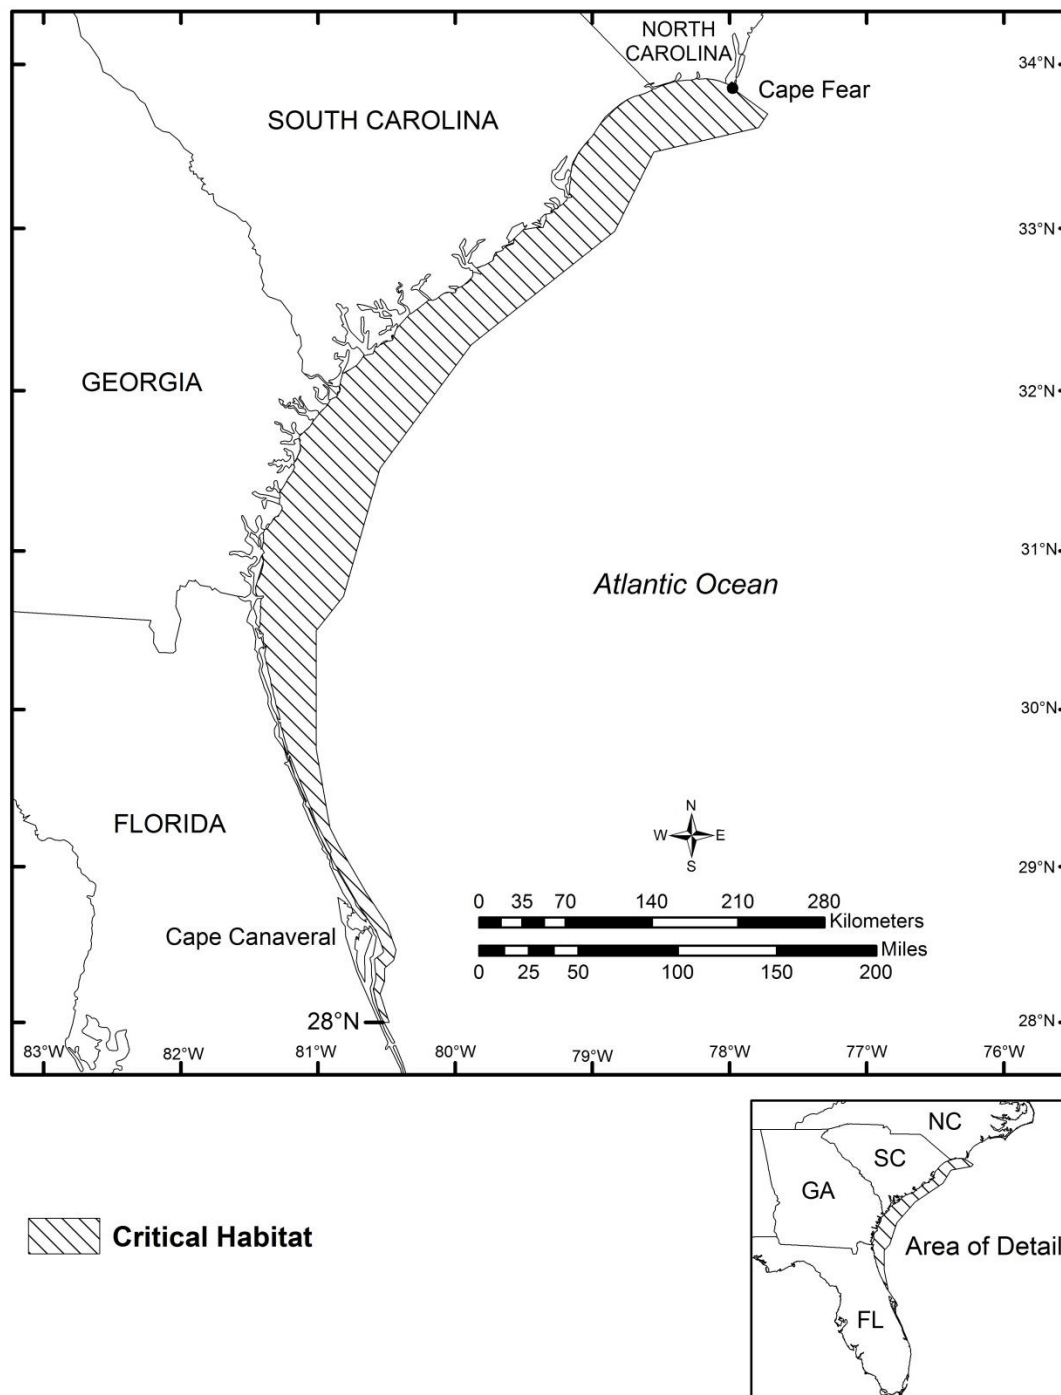 NORTH
CAROLINA
34°N
Cape Fear
SOUTH CAROLINA
33°N
GEORGIA
32°N
31°N
Atlantic Ocean
30°N
FLORIDA
N
W E
S
29°N
0 35 70 140 210 280
Kilometers
Cape Canaveral
Miles
0 25 50 100 150 200
28°N
28°N
83°W 82°W 81°W 80°W 79°W 78°W 77°W 76°W
NC
SC
GA
Area of Detail
FL
Critical Habitat